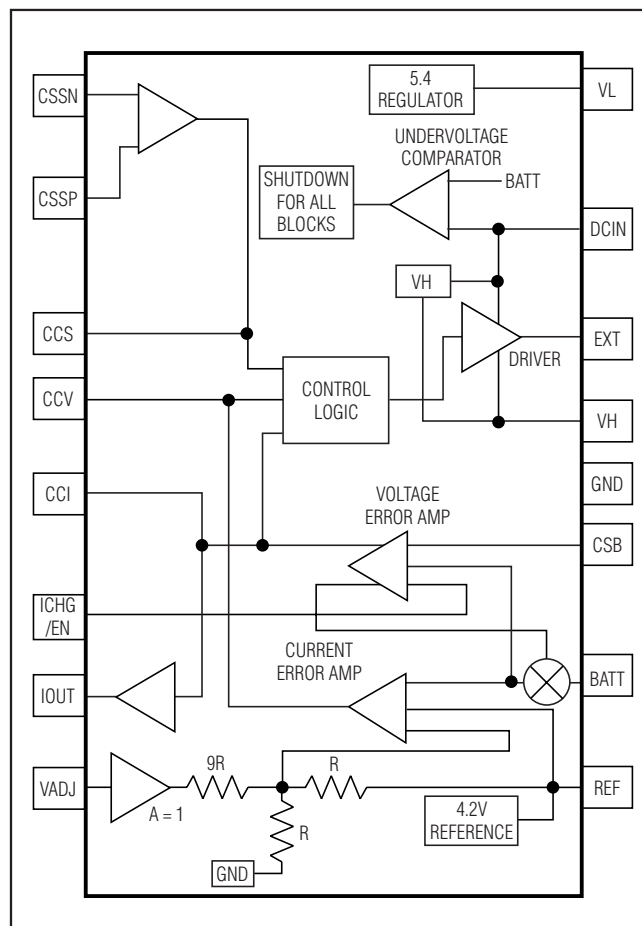 CSSN
CSSP
CCS
CCV
CCI
ICHG
/EN
IOUT
VADJ
5.4
REGULATOR
UNDERVOLTAGE
COMPARATOR
BATT
SHUTDOWN
FOR ALL
BLOCKS
VH
DRIVER
CONTROL
LOGIC
VOLTAGE
ERROR AMP
CURRENT
ERROR AMP
9R
R
A = 1
R
GND
4.2V
REFERENCE
VL
DCIN
EXT
VH
GND
CSB
BATT
REF